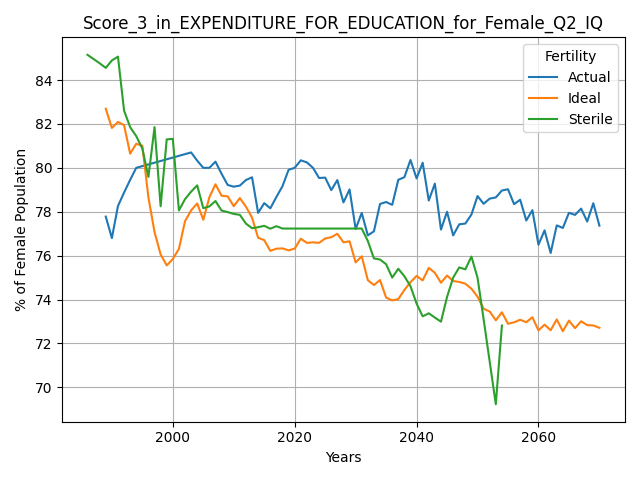 Score_3_in_EXPENDITURE_FOR_EDUCATION_for_Female_Q2_IQ
Fertility
Actual
Ideal
Sterile
% of Female Population
84
82
80
78
76
74
72
70
2000
2020
2040
2060
Years